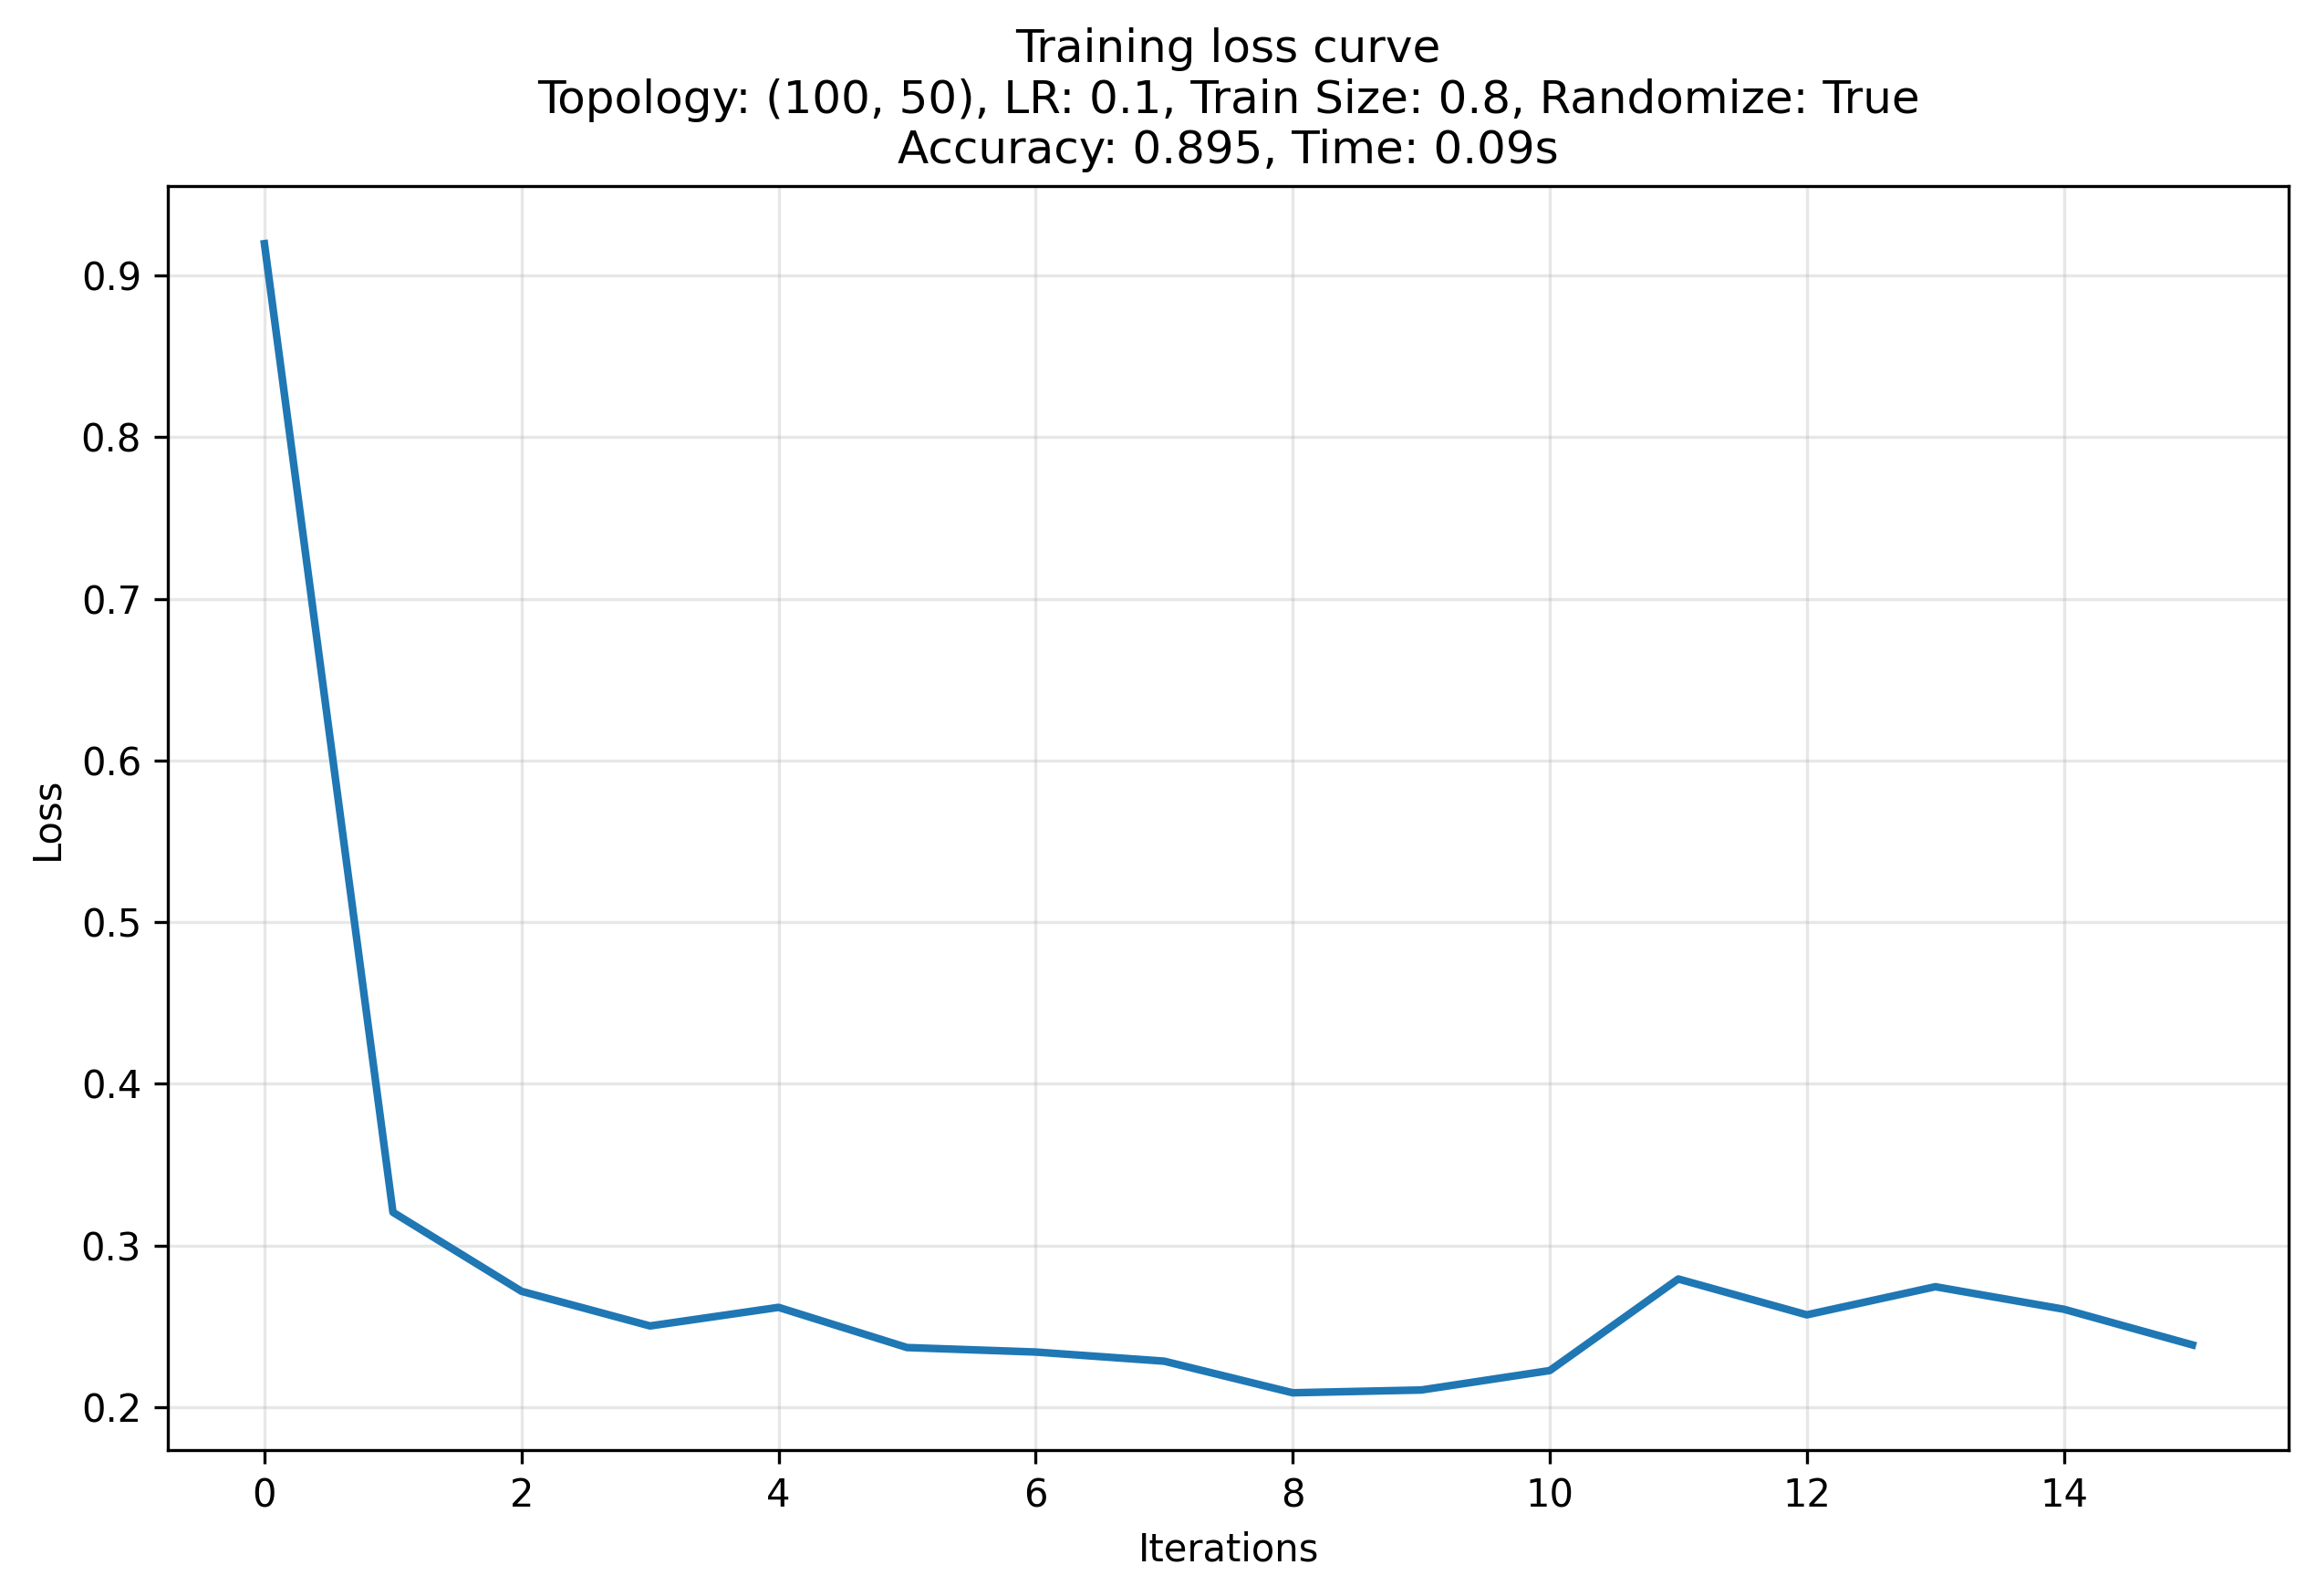 Training loss curve
Topology: (100, 50), LR: 0.1, Train Size: 0.8, Randomize: True
Accuracy: 0.895, Time: 0.09s
0.9
0.8
0.7
0.6
0.5
0.4
0.3
0.2
Loss
0 2 4 6 8 10 12 14
Iterations